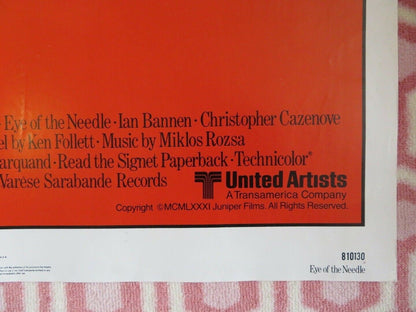 Eye of the Needle · Ian Bannen · Christopher Cazenove
el by Ken Follett · Music by Miklos Rozsa
arquand · Read the Signet Paperback · Technicolor®
Varèse Sarabande Records
United Artists
A Transamerica Company
Copyright ©MCMLXXXI Juniper Films. All Rights Reserved.
810130
Eye of the Needle